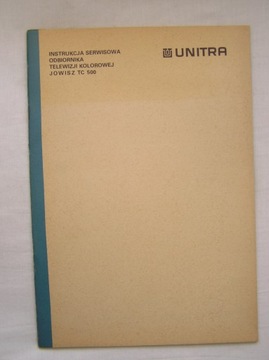 INSTRUKCJA SERWISOWA
ODBIORNIKA
TELEWIZJI KOLOROWEJ
JOWISZ TC 500
UNITRA